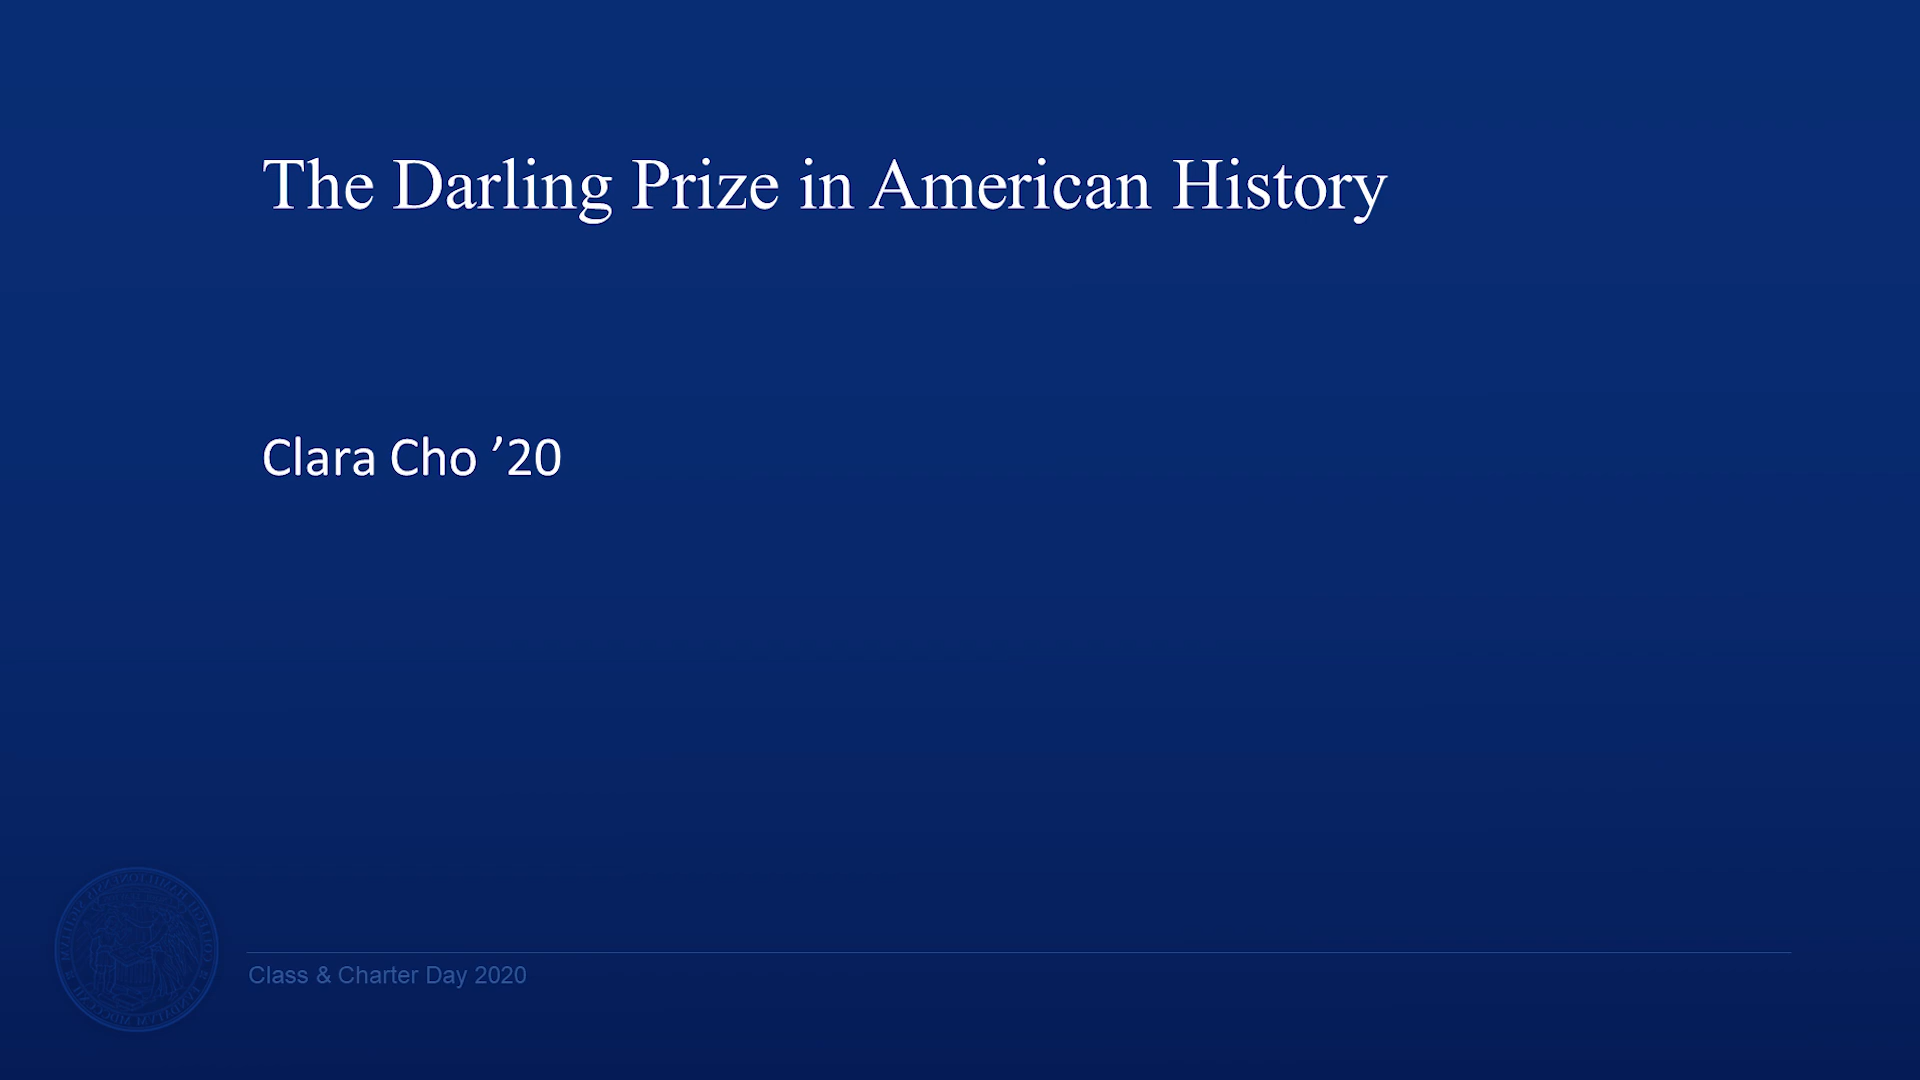 The Darling Prize in American History
Clara Cho ’20
Class & Charter Day 2020